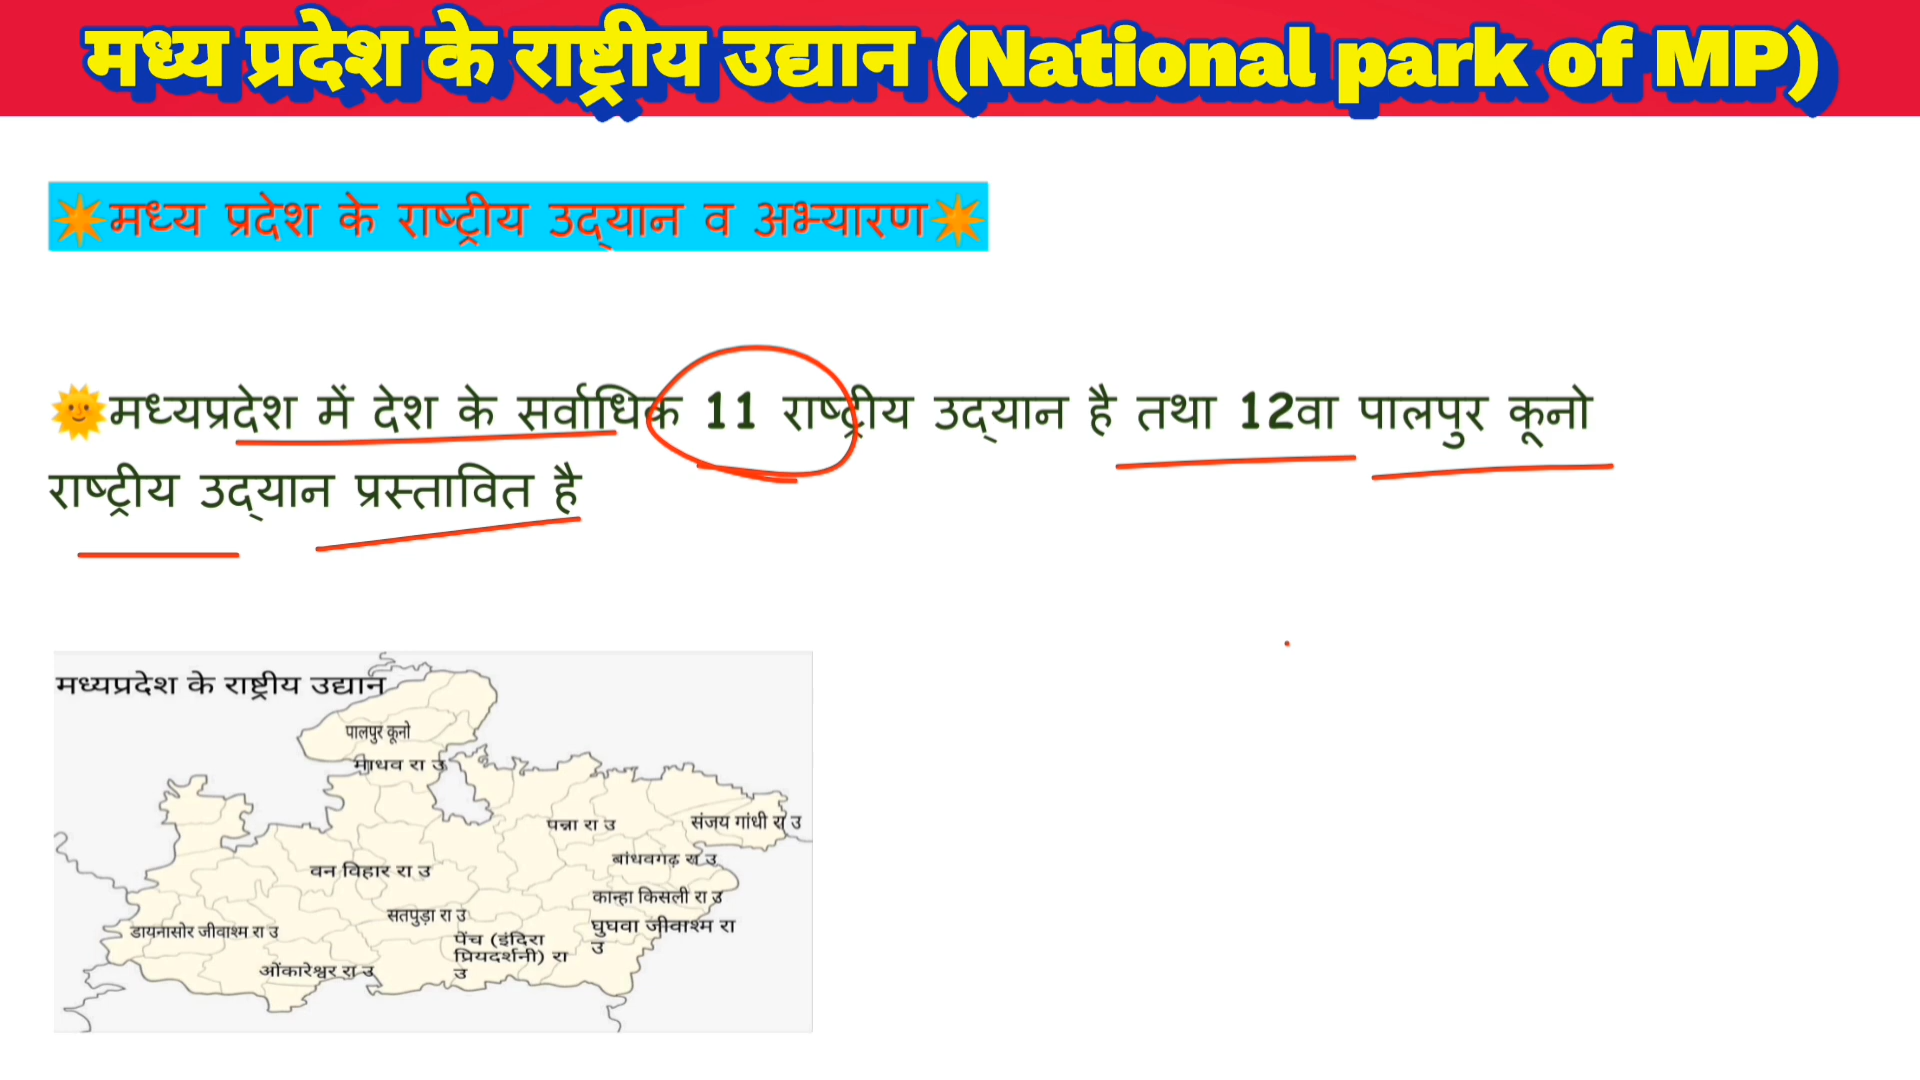 मध्य प्रदेश के राष्ट्रीय उद्यान (National park of MP)
मध्य प्रदेश के राष्ट्रीय उद्यान व अभ्यारण
मध्यप्रदेश में देश के सर्वाधिक 11 राष्ट्रीय उद्यान है तथा 12वा पालपुर कूनो
राष्ट्रीय उद्यान प्रस्तावित है
मध्यप्रदेश के राष्ट्रीय उद्यान
पालपुर कूनो
माधव रा उ
पन्ना रा उ
संजय गांधी रा उ
बांधवगढ़ रा उ
वन विहार रा उ
कान्हा किसली रा उ
सतपुड़ा रा उ
घुघवा जीवाश्म रा
उ
डायनासोर जीवाश्म रा उ
पेंच (इंदिरा
प्रियदर्शनी) रा
उ
ओंकारेश्वर रा उ